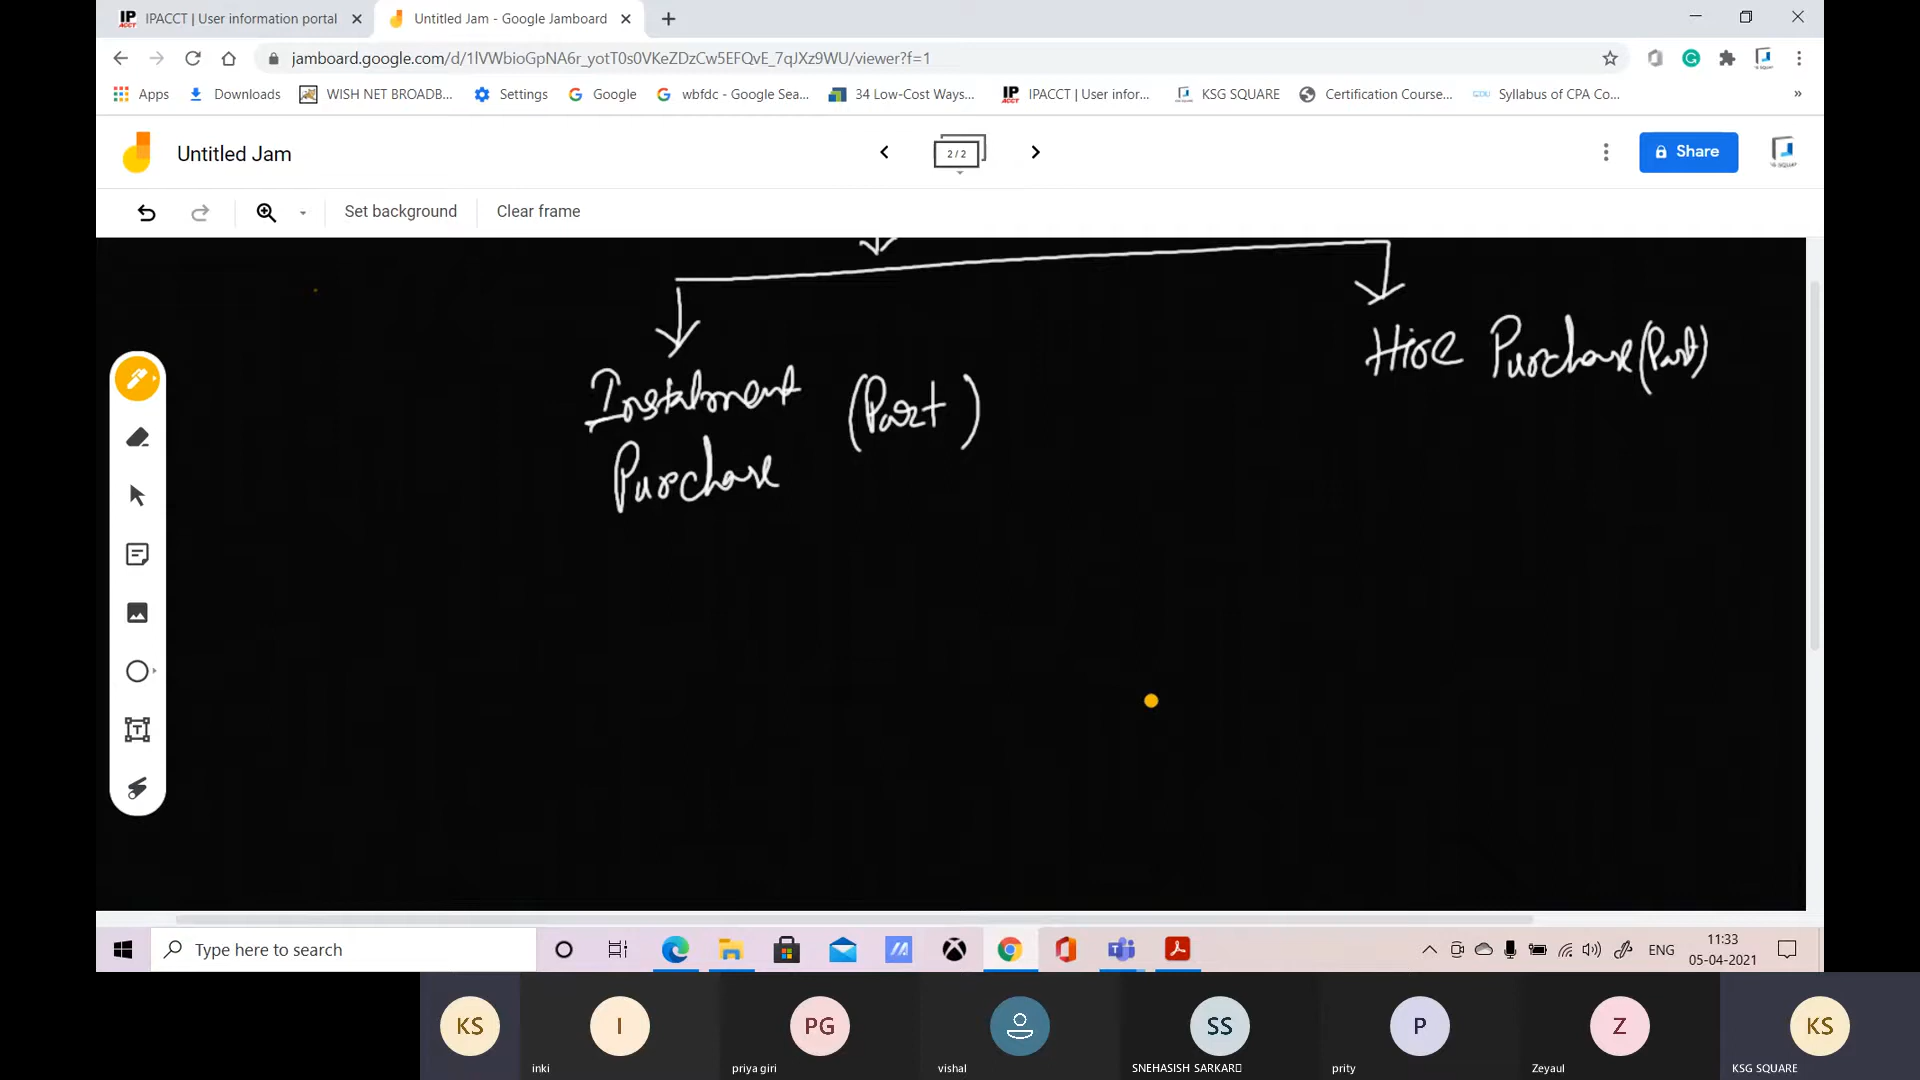 IPACCT | User information portal
Untitled Jam - Google Jamboard
jamboard.google.com/d/1lVWbioGpNA6r_yotT0s0VKeZDzCw5EFQvE_7qJXz9WU/viewer?f=1
Apps Downloads WISH NET BROADB... Settings Google wbfdc - Google Sea... 34 Low-Cost Ways... IPACCT | User infor... KSG SQUARE Certification Course... Syllabus of CPA Co... »
Untitled Jam
2 / 2
Share
Set background Clear frame
Hire Purchase (Part)
Instalment (Part)
Purchase
Type here to search
ENG
11:33
05-04-2021
KS I PG SS P Z KS
inki priya giri vishal SNEHASISH SARKAR prity Zeyaul KSG SQUARE